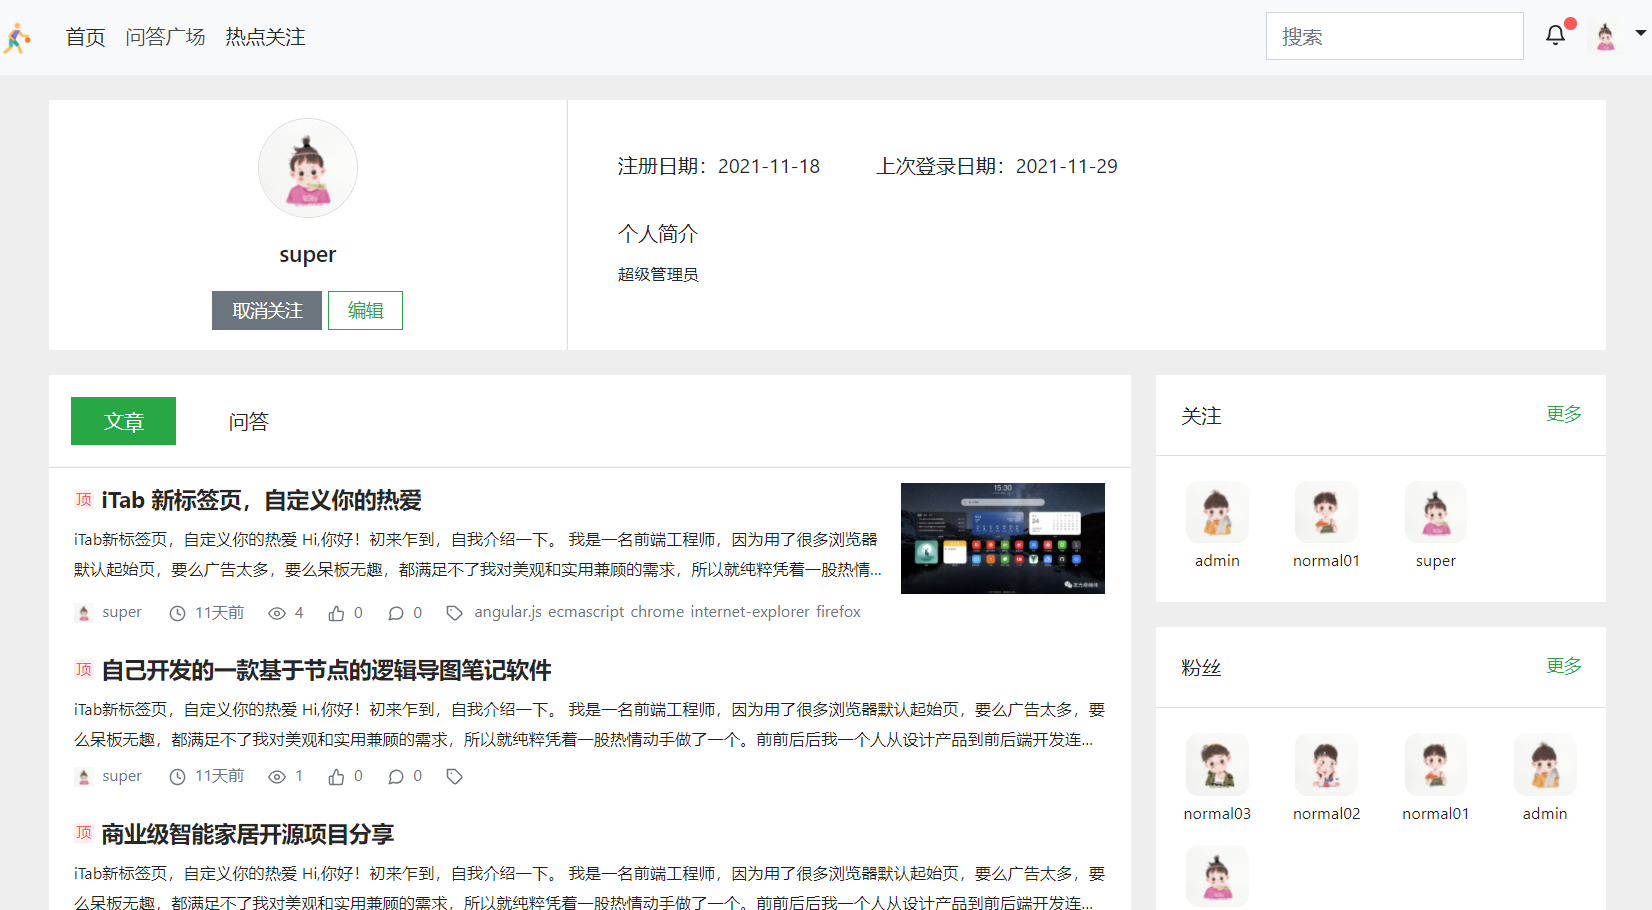 首页 问答广场 热点关注 搜索
注册日期：2021-11-18 上次登录日期：2021-11-29
个人简介
超级管理员
super
取消关注 编辑
文章 问答
顶 iTab 新标签页，自定义你的热爱
iTab新标签页，自定义你的热爱 Hi,你好！初来乍到，自我介绍一下。 我是一名前端工程师，因为用了很多浏览器
默认起始页，要么广告太多，要么呆板无趣，都满足不了我对美观和实用兼顾的需求，所以就纯粹凭着一股热情...
15:30
24
super 11天前 4 0 0 angular.js ecmascript chrome internet-explorer firefox
顶 自己开发的一款基于节点的逻辑导图笔记软件
iTab新标签页，自定义你的热爱 Hi,你好！初来乍到，自我介绍一下。 我是一名前端工程师，因为用了很多浏览器默认起始页，要么广告太多，要
么呆板无趣，都满足不了我对美观和实用兼顾的需求，所以就纯粹凭着一股热情动手做了一个。前前后后我一个人从设计产品到前后端开发连...
super 11天前 1 0 0
顶 商业级智能家居开源项目分享
iTab新标签页，自定义你的热爱 Hi,你好！初来乍到，自我介绍一下。 我是一名前端工程师，因为用了很多浏览器默认起始页，要么广告太多，要
么呆板无趣，都满足不了我对美观和实用兼顾的需求，所以就纯粹凭着一股热情动手做了一个。前前后后我一个人从设计产品到前后端开发连...
关注 更多
admin normal01 super
粉丝 更多
normal03 normal02 normal01 admin